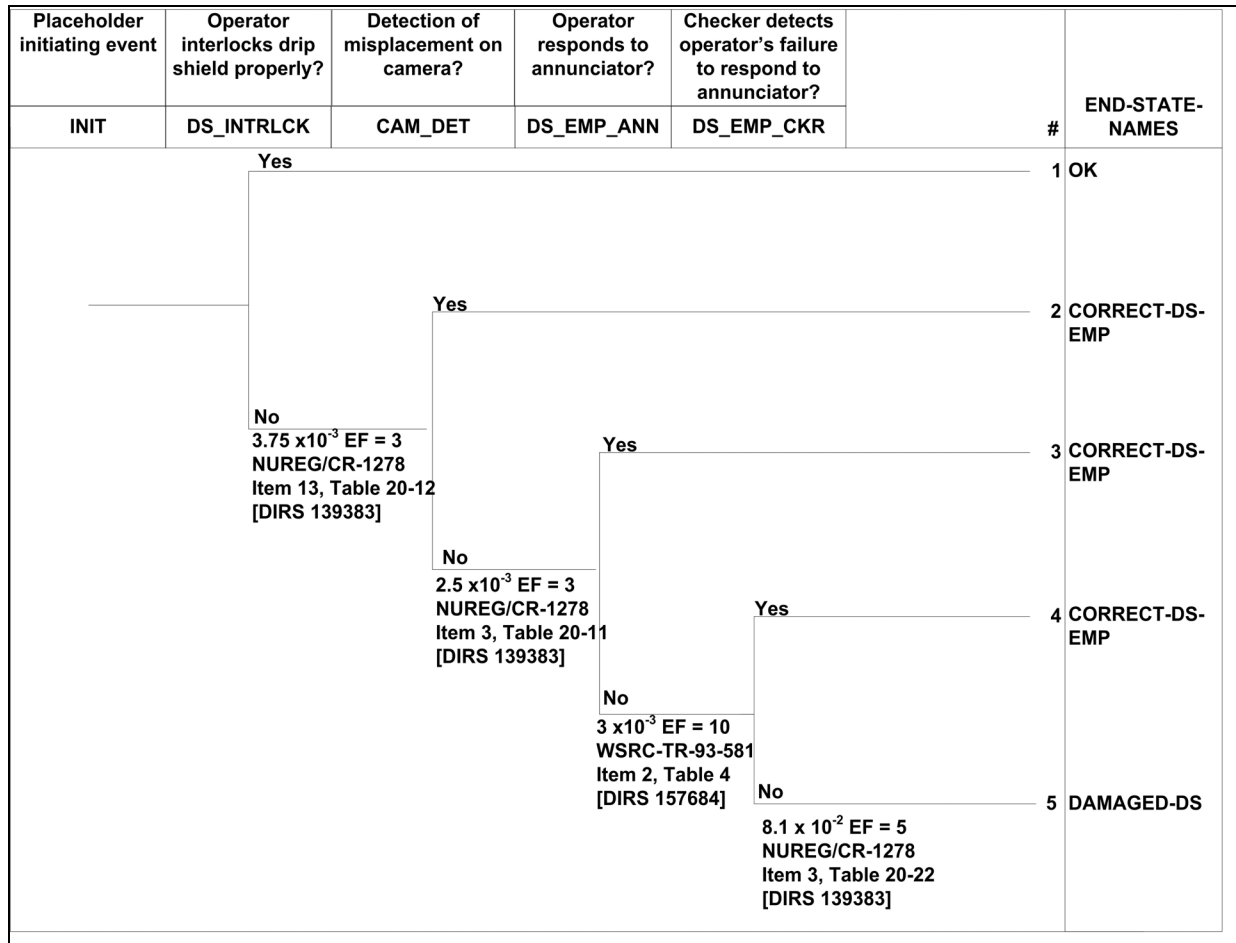 Placeholder
initiating event
Operator
interlocks drip
shield properly?
Detection of
misplacement on
camera?
Operator
responds to
annunciator?
Checker detects
operator's failure
to respond to
annunciator?
INIT
DS_INTRLCK
CAM_DET
DS_EMP_ANN
DS_EMP_CKR
#
END-STATE-
NAMES
Yes
1 OK
Yes
2 CORRECT-DS-
EMP
No
3.75 x10⁻³ EF = 3
NUREG/CR-1278
Item 13, Table 20-12
[DIRS 139383]
Yes
3 CORRECT-DS-
EMP
No
2.5 x10⁻³ EF = 3
NUREG/CR-1278
Item 3, Table 20-11
[DIRS 139383]
Yes
4 CORRECT-DS-
EMP
No
3 x10⁻³ EF = 10
WSRC-TR-93-581
Item 2, Table 4
[DIRS 157684]
No
5 DAMAGED-DS
8.1 x 10⁻² EF = 5
NUREG/CR-1278
Item 3, Table 20-22
[DIRS 139383]